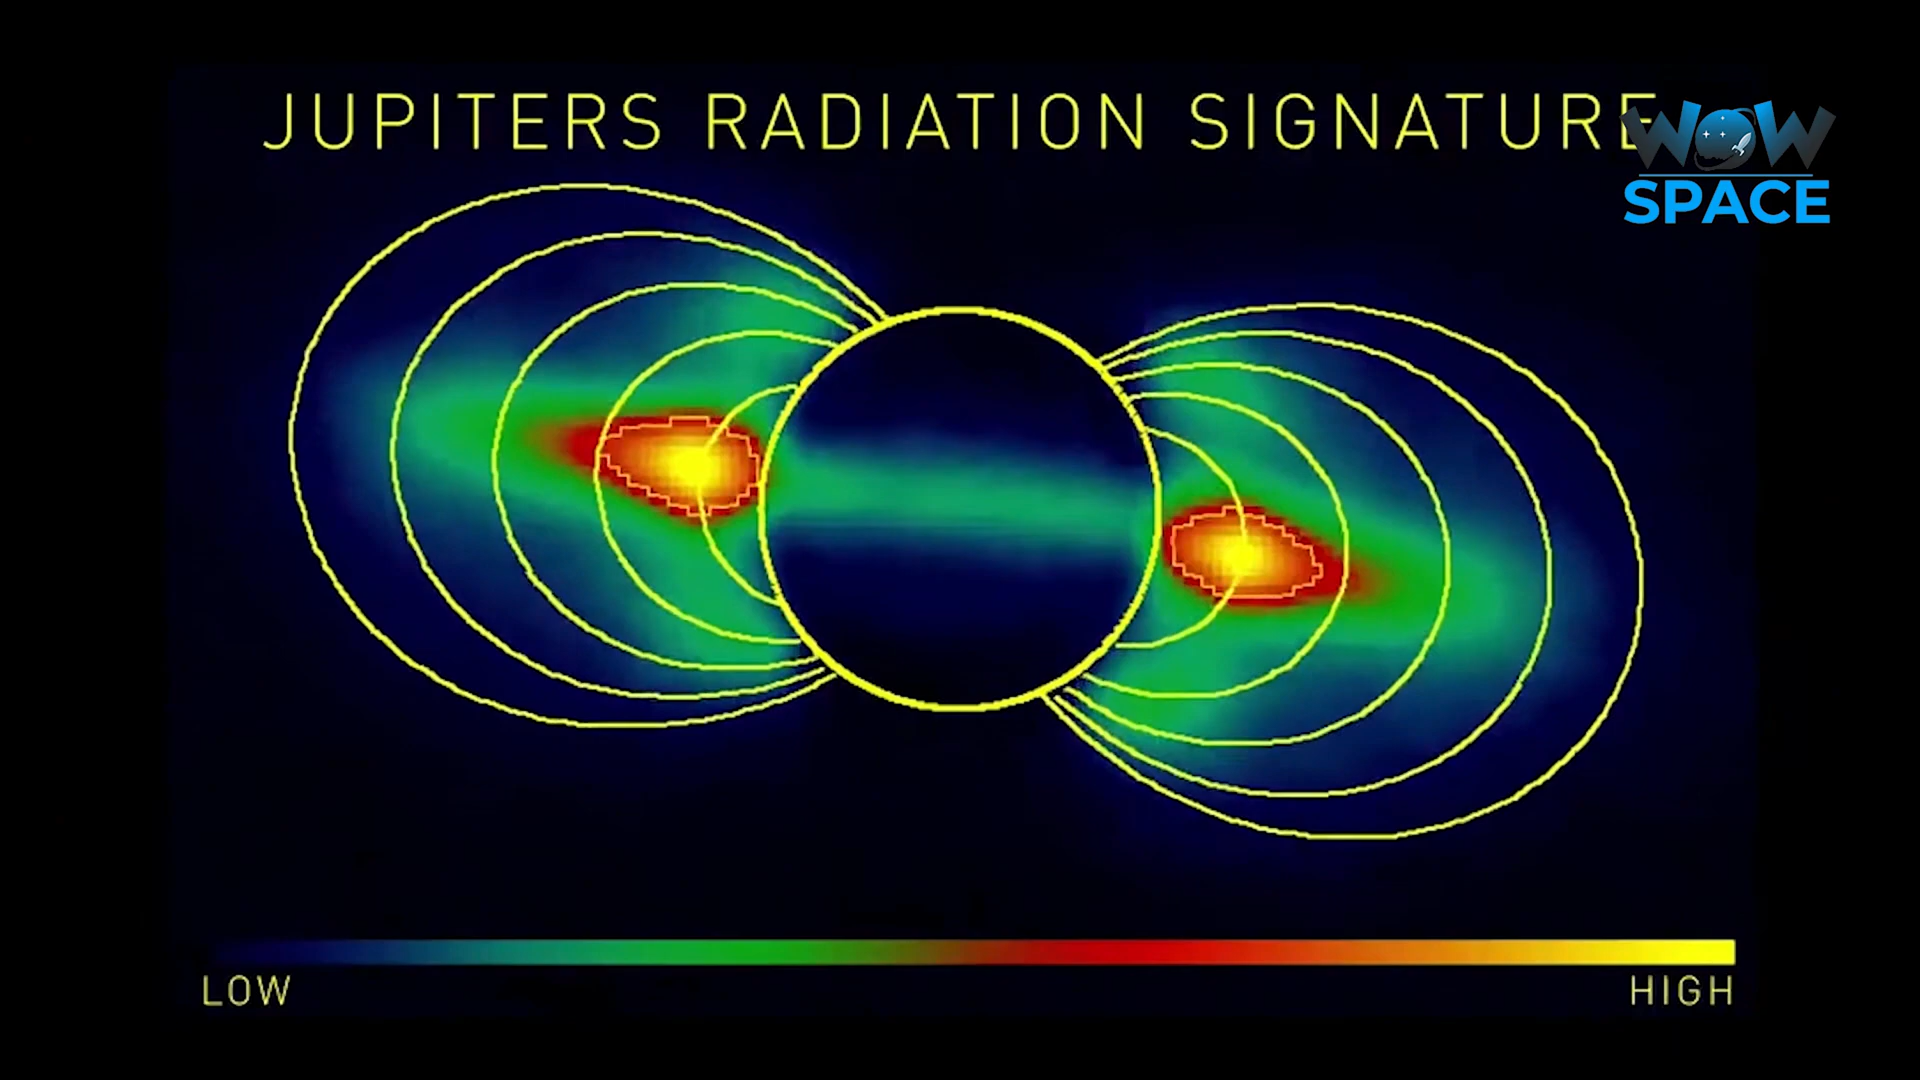 JUPITERS RADIATION SIGNATURE
WOW
SPACE
LOW
HIGH